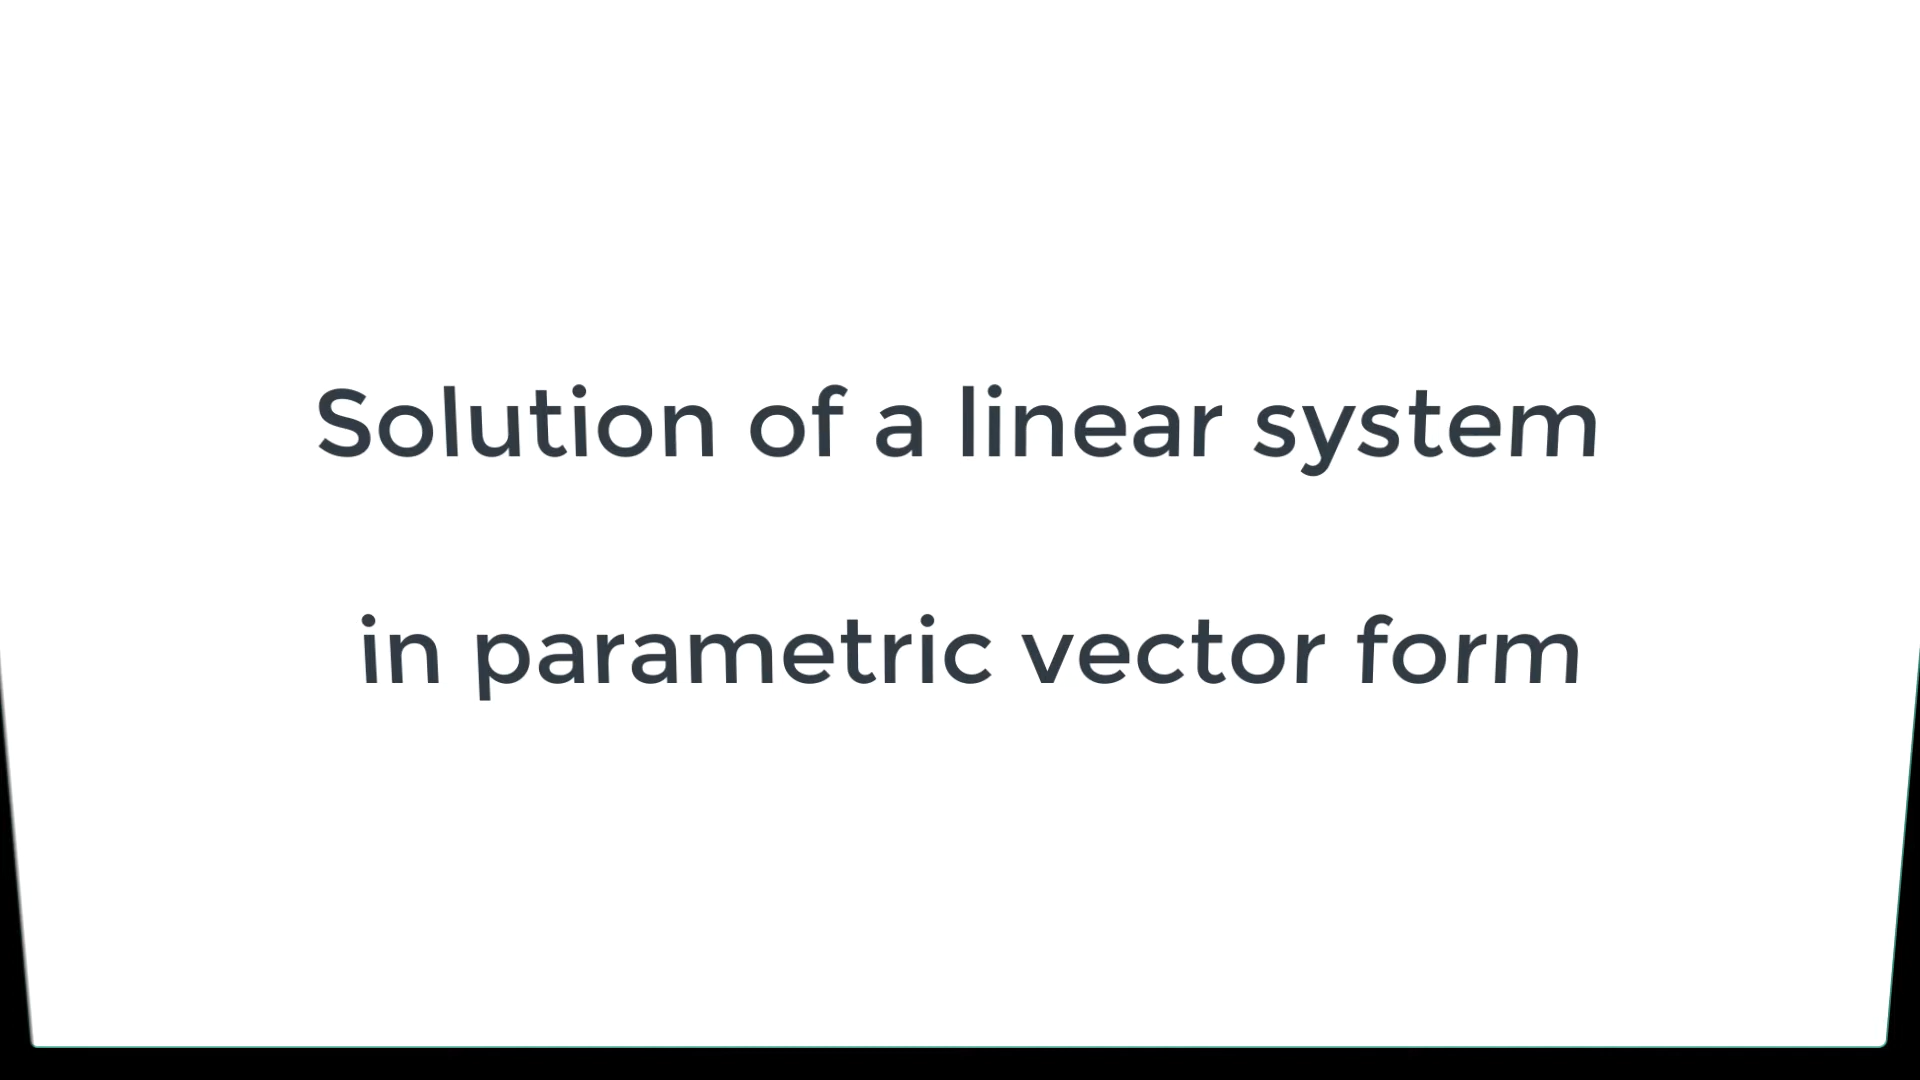 Solution of a linear system
in parametric vector form